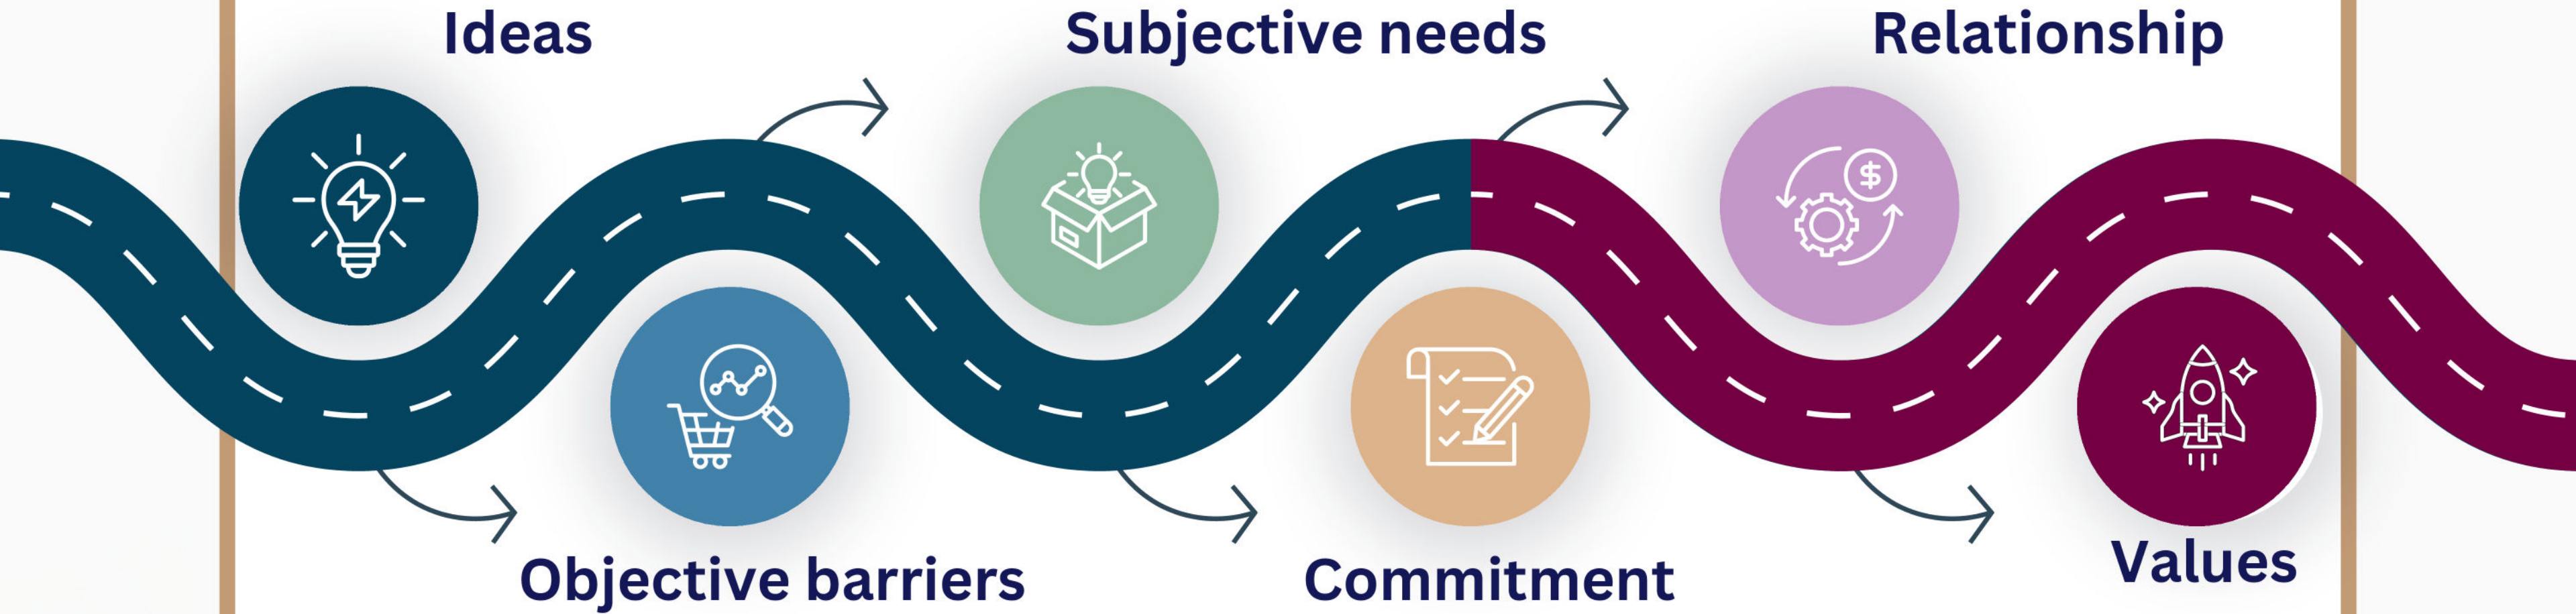 Ideas
Subjective needs
Relationship
$
Objective barriers
Commitment
Values